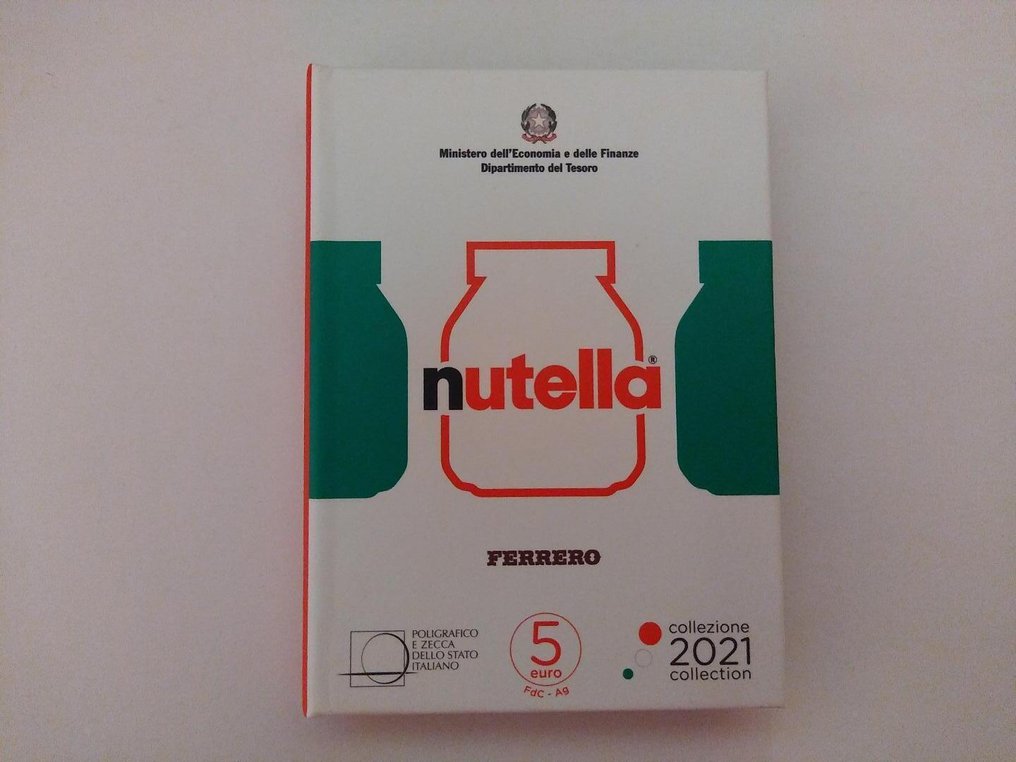 Ministero dell'Economia e delle Finanze
Dipartimento del Tesoro
nutella®
FERRERO
POLIGRAFICO
E ZECCA
DELLO STATO
ITALIANO
5
euro
FdC - Ag
collezione
2021
collection